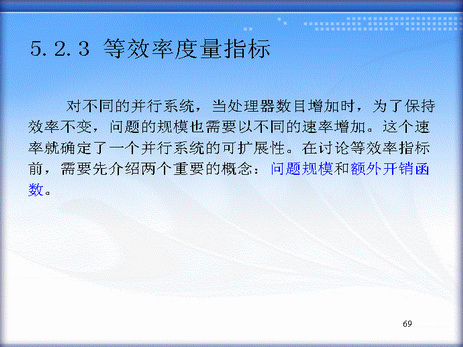 5.2.3 等效率度量指标
对不同的并行系统，当处理器数目增加时，为了保持
效率不变，问题的规模也需要以不同的速率增加。这个速
率就确定了一个并行系统的可扩展性。在讨论等效率指标
前，需要先介绍两个重要的概念：问题规模和额外开销函
数。
69